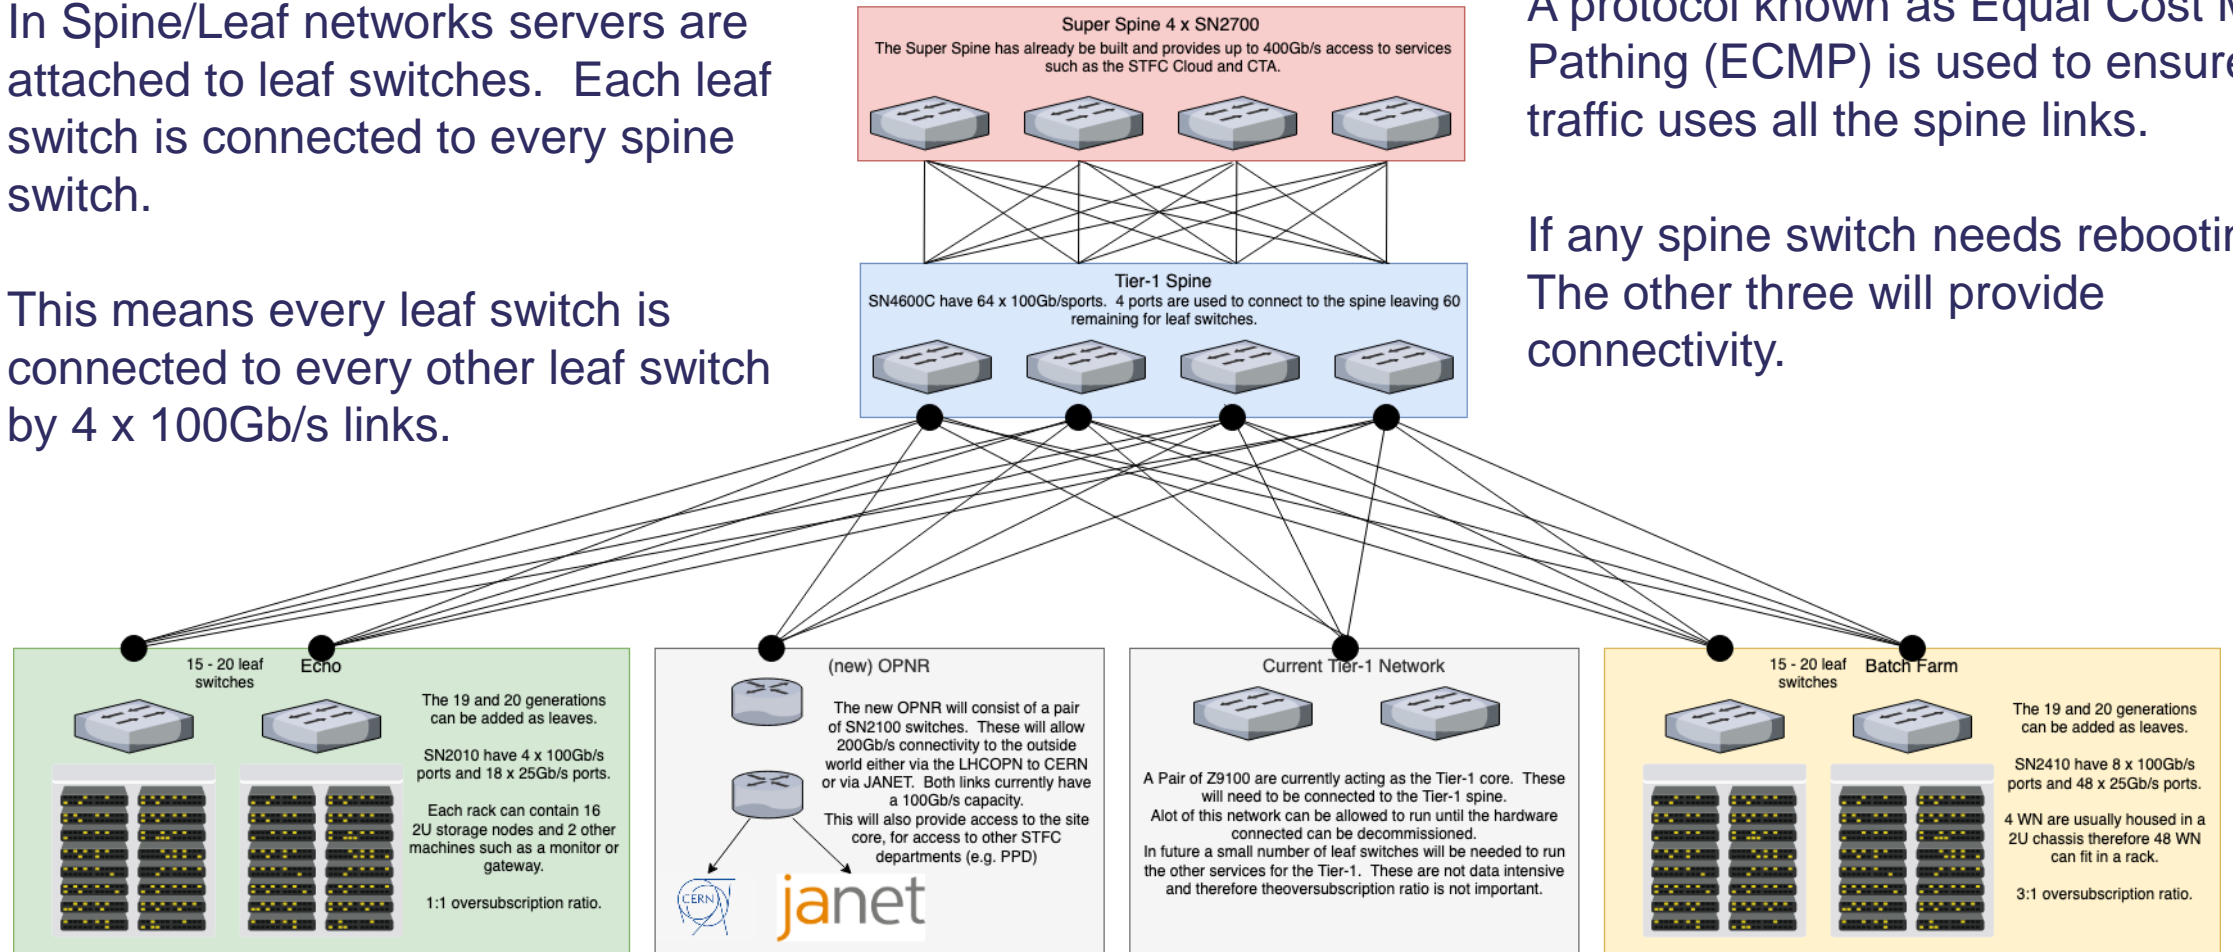 In Spine/Leaf networks servers are
attached to leaf switches. Each leaf
switch is connected to every spine
switch.
This means every leaf switch is
connected to every other leaf switch
by 4 x 100Gb/s links.
Super Spine 4 x SN2700
The Super Spine has already be built and provides up to 400Gb/s access to services
such as the STFC Cloud and CTA.
Tier-1 Spine
SN4600C have 64 x 100Gb/sports. 4 ports are used to connect to the spine leaving 60
remaining for leaf switches.
A protocol known as Equal Cost M
Pathing (ECMP) is used to ensure
traffic uses all the spine links.
If any spine switch needs rebootin
The other three will provide
connectivity.
15 - 20 leaf
switches
Echo
The 19 and 20 generations
can be added as leaves.
SN2010 have 4 x 100Gb/s
ports and 18 x 25Gb/s ports.
Each rack can contain 16
2U storage nodes and 2 other
machines such as a monitor or
gateway.
1:1 oversubscription ratio.
(new) OPNR
The new OPNR will consist of a pair
of SN2100 switches. These will allow
200Gb/s connectivity to the outside
world either via the LHCOPN to CERN
or via JANET. Both links currently have
a 100Gb/s capacity.
This will also provide access to the site
core, for access to other STFC
departments (e.g. PPD)
CERN
janet
Current Tier-1 Network
A Pair of Z9100 are currently acting as the Tier-1 core. These
will need to be connected to the Tier-1 spine.
Alot of this network can be allowed to run until the hardware
connected can be decommissioned.
In future a small number of leaf switches will be needed to run
the other services for the Tier-1. These are not data intensive
and therefore theoversubscription ratio is not important.
15 - 20 leaf
switches
Batch Farm
The 19 and 20 generations
can be added as leaves.
SN2410 have 8 x 100Gb/s
ports and 48 x 25Gb/s ports.
4 WN are usually housed in a
2U chassis therefore 48 WN
can fit in a rack.
3:1 oversubscription ratio.